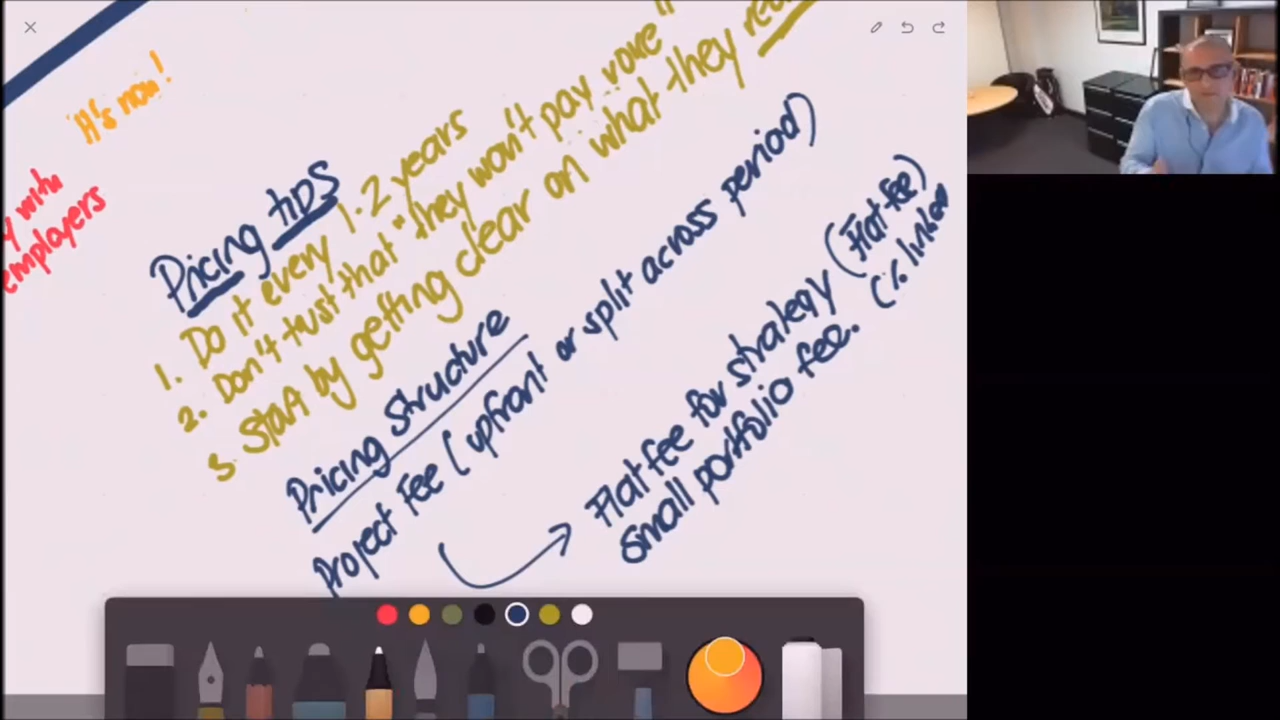 It's now!
y with
employers
Pricing tips
1. Do it every 1-2 years
2. Don't trust that "they won't pay more"
3. Start by getting clear on what they
Pricing Structure
Project Fee (upfront or split across period)
Flat fee for strategy (Flat fee)
small portfolio fee. (%